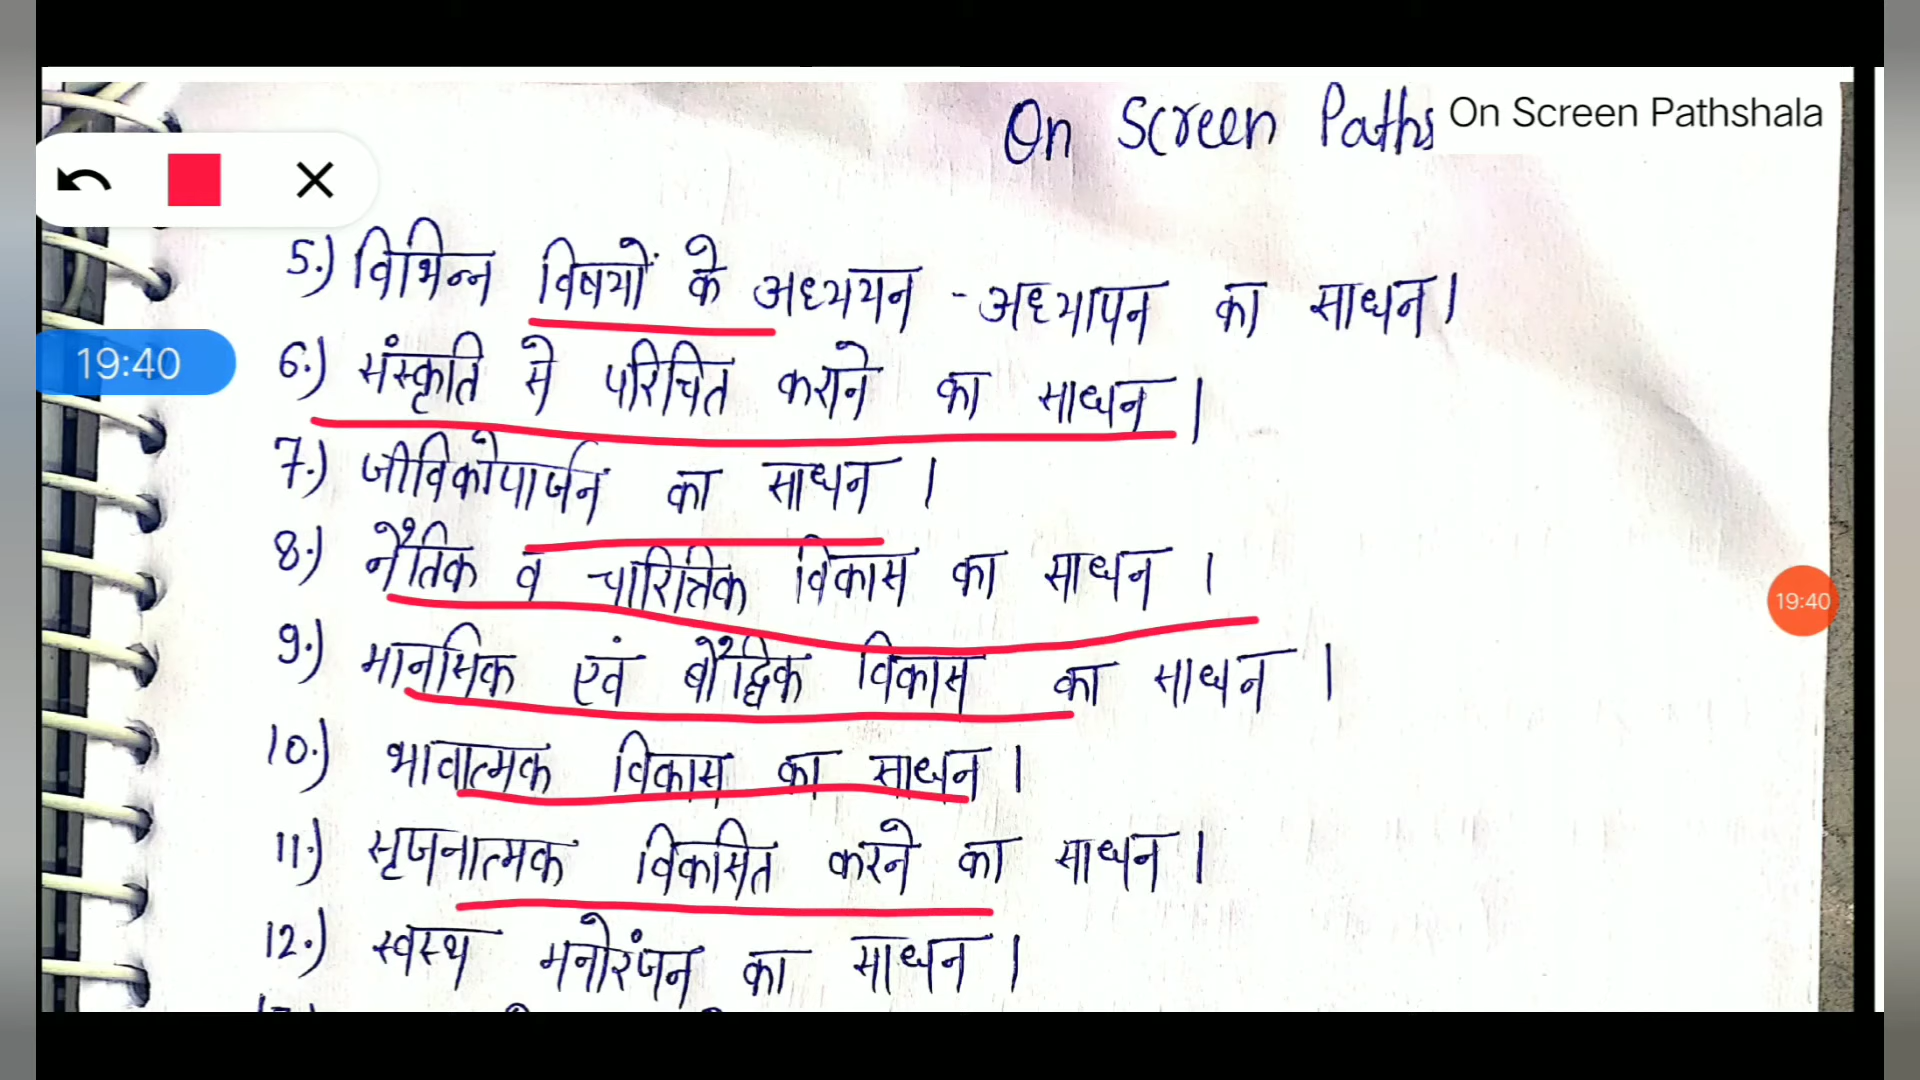 On Screen Paths On Screen Pathshala
5.) विभिन्न विषयों के अध्ययन - अध्यापन का साधन।
19:40
6.) संस्कृति से परिचित कराने का साधन।
7.) जीविकोपार्जन का साधन।
8.) नैतिक व चारित्रिक विकास का साधन।
19:40
9.) मानसिक एवं बौद्धिक विकास का साधन।
10.) भावात्मक विकास का साधन।
11.) सृजनात्मक विकसित करने का साधन।
12.) स्वस्थ मनोरंजन का साधन।